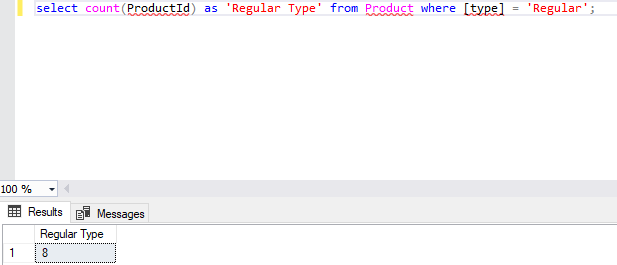 select count(ProductId) as 'Regular Type' from Product where [type] = 'Regular';
100 %
Results Messages
Regular Type
1 8